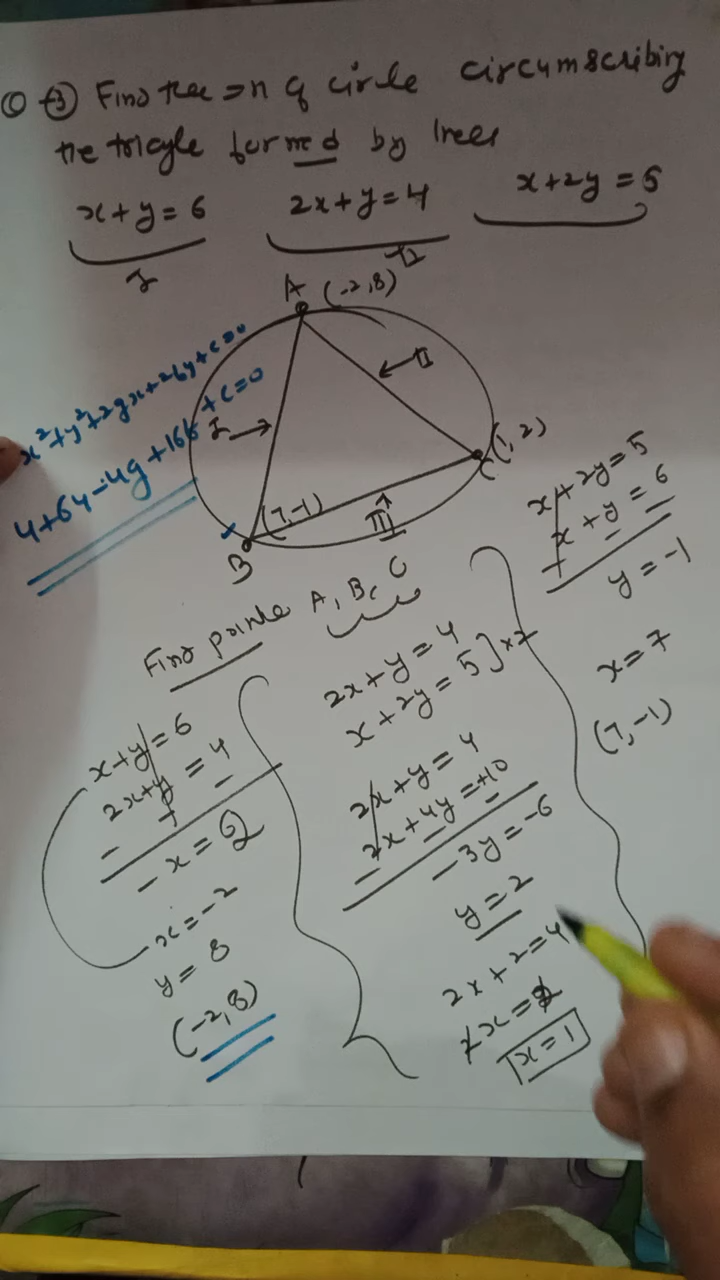 ③ Find the =n of circle circumscribing
the triagle formed by lines
x + y = 6 2x + y = 4 x + 2y = 5
I II
A (-2,8)
x²+y²+2gx+2fy+c=0
4+64-4g+16f+c=0
I →
← II
C (1,2)
(7,-1)
III
B
Find points A, B, C
x + y = 6
2x + y = 4
- x = 2
x = -2
y = 8
(-2,8)
2x + y = 4
x + 2y = 5] × 2
2x + y = 4
2x + 4y = +10
- 3y = -6
y = 2
2x + 2 = 4
2x = 2
x = 1
x + 2y = 5
x + y = 6
y = -1
x = 7
(7, -1)